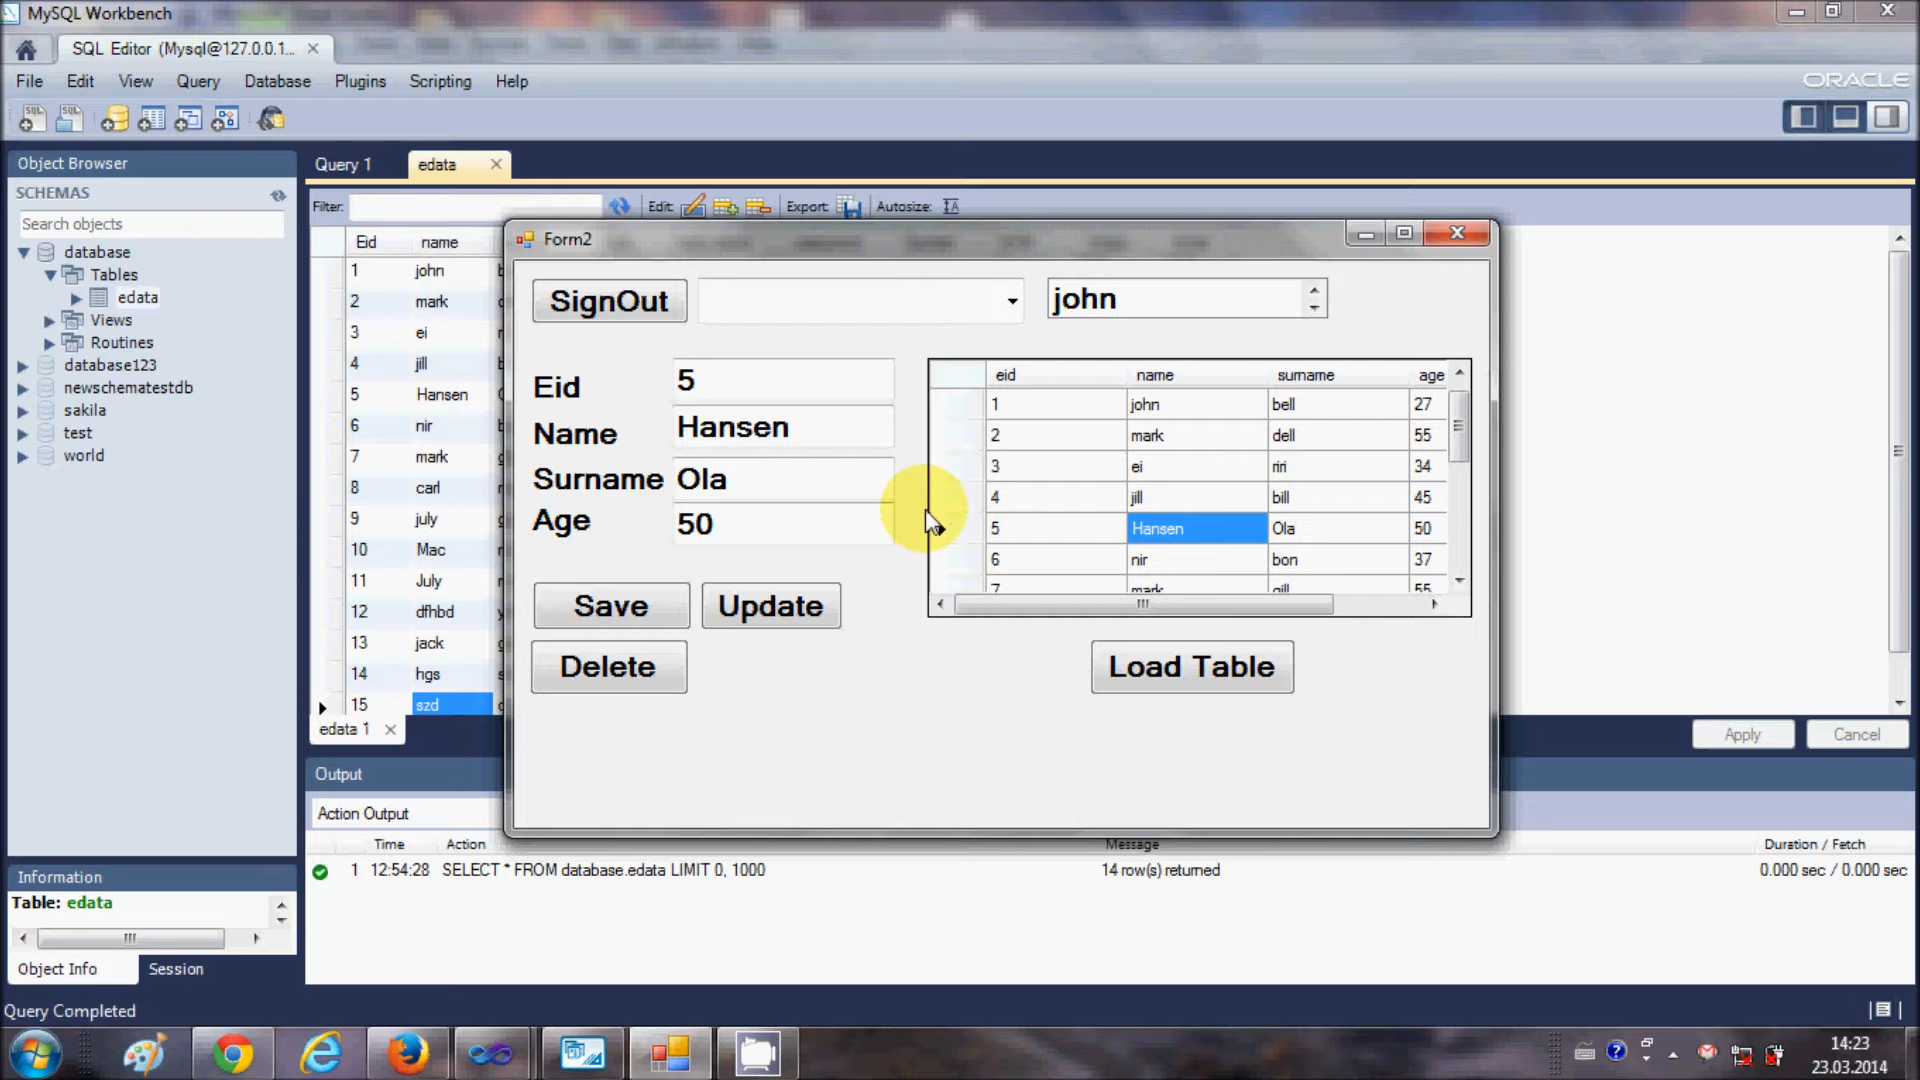 MySQL Workbench
SQL Editor (Mysql@127.0.0.1...
File Edit View Query Database Plugins Scripting Help
ORACLE
Object Browser
SCHEMAS
Search objects
database
Tables
edata
Views
Routines
database123
newschematestdb
sakila
test
world
Information
Table: edata
Object Info Session
Query 1 edata
Filter: Edit: Export: Autosize:
Eid name
1 john
2 mark
3 ei
4 jill
5 Hansen
6 nir
7 mark
8 carl
9 july
10 Mac
11 July
12 dfhbd
13 jack
14 hgs
15 szd
edata 1
Apply Cancel
Form2
SignOut john
Eid 5
Name Hansen
Surname Ola
Age 50
Save Update
Delete
eid name surname age
1 john bell 27
2 mark dell 55
3 ei riri 34
4 jill bill 45
5 Hansen Ola 50
6 nir bon 37
7 mark gill 55
Load Table
Output
Action Output
Time Action Message Duration / Fetch
1 12:54:28 SELECT * FROM database.edata LIMIT 0, 1000 14 row(s) returned 0.000 sec / 0.000 sec
Query Completed
14:23
23.03.2014